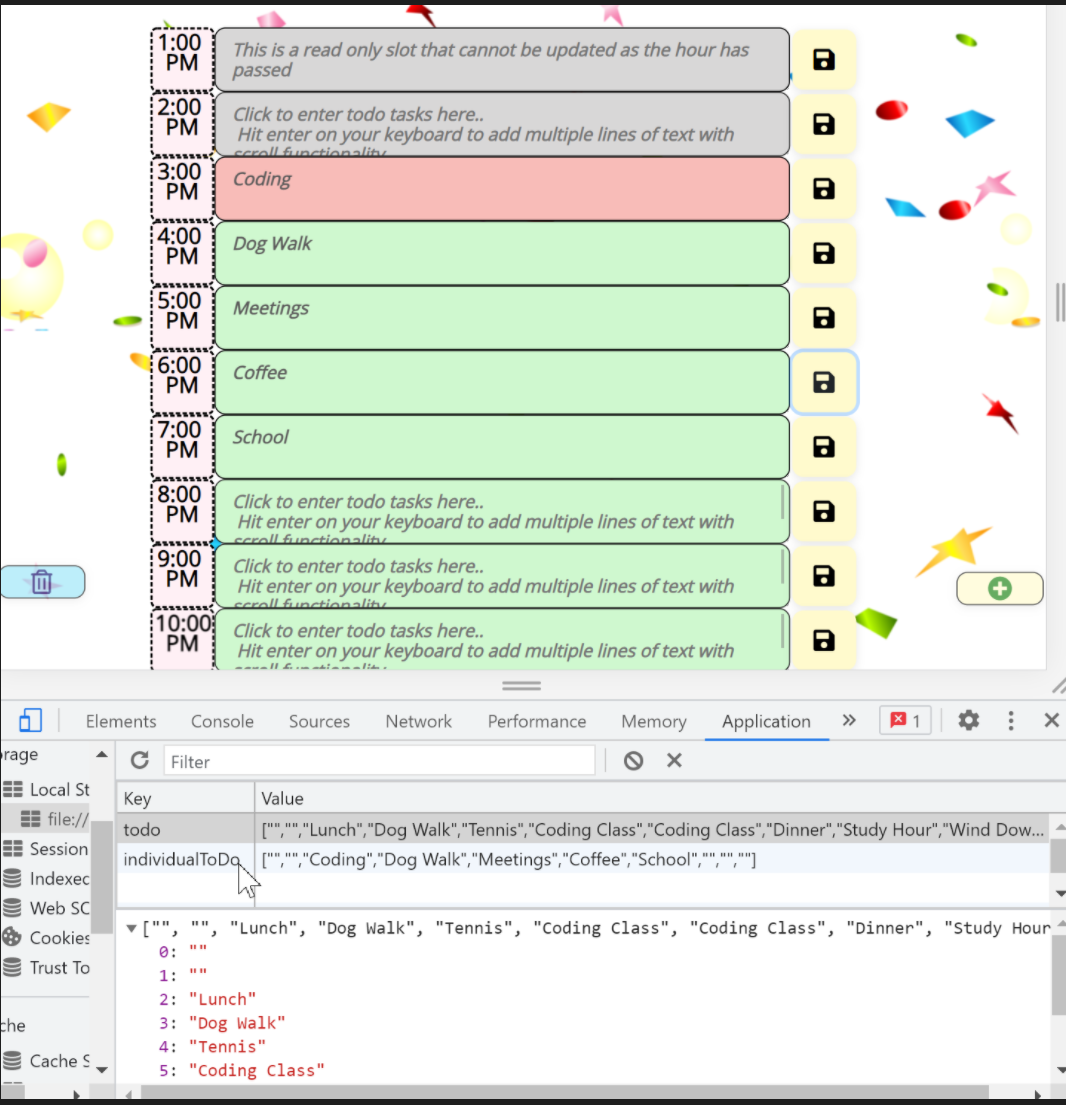 1:00
PM
This is a read only slot that cannot be updated as the hour has
passed
2:00
PM
Click to enter todo tasks here..
Hit enter on your keyboard to add multiple lines of text with
scroll functionality
3:00
PM
Coding
4:00
PM
Dog Walk
5:00
PM
Meetings
6:00
PM
Coffee
7:00
PM
School
8:00
PM
Click to enter todo tasks here..
Hit enter on your keyboard to add multiple lines of text with
scroll functionality
9:00
PM
Click to enter todo tasks here..
Hit enter on your keyboard to add multiple lines of text with
scroll functionality
10:00
PM
Click to enter todo tasks here..
Hit enter on your keyboard to add multiple lines of text with
scroll functionality
Elements Console Sources Network Performance Memory Application » 1
rage
Filter
Local St
file://
Session
Indexed
Web SC
Cookies
Trust To
che
Cache S
Key Value
todo ["","","Lunch","Dog Walk","Tennis","Coding Class","Coding Class","Dinner","Study Hour","Wind Dow...
individualToDo ["","","Coding","Dog Walk","Meetings","Coffee","School","","",""]
["", "", "Lunch", "Dog Walk", "Tennis", "Coding Class", "Coding Class", "Dinner", "Study Hour
0: ""
1: ""
2: "Lunch"
3: "Dog Walk"
4: "Tennis"
5: "Coding Class"